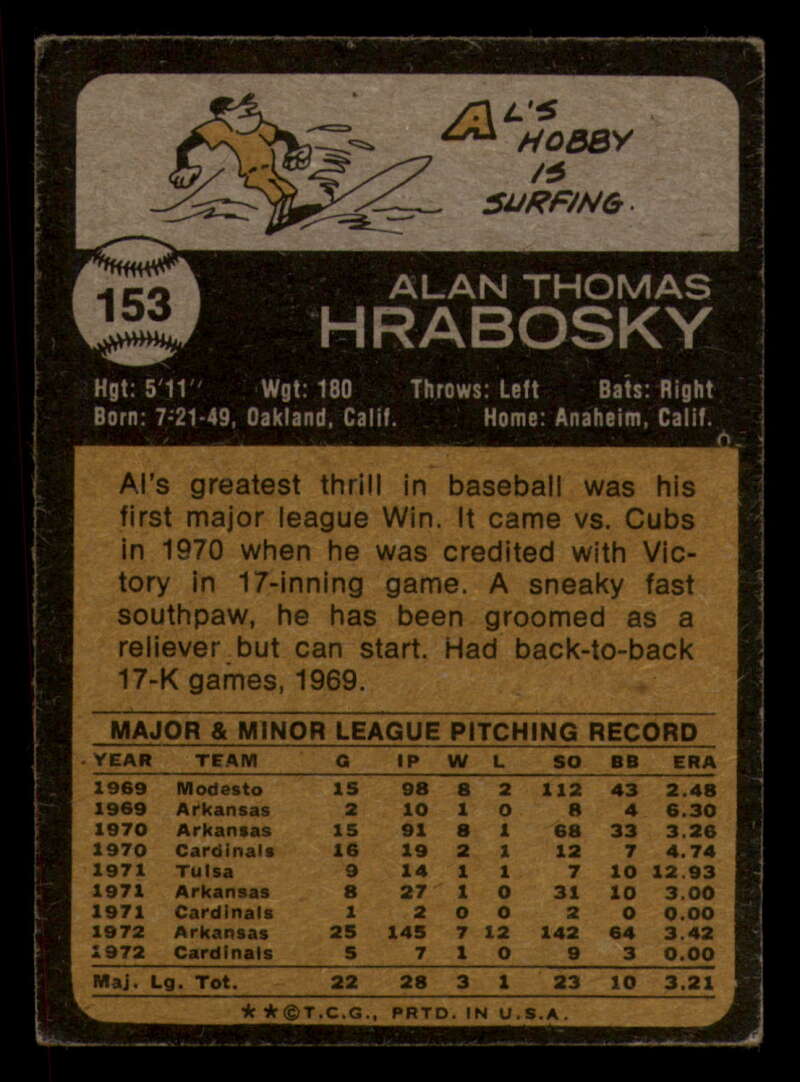 AL'S
HOBBY
IS
SURFING.
153
ALAN THOMAS
HRABOSKY
Hgt: 5'11" Wgt: 180 Throws: Left Bats: Right
Born: 7-21-49, Oakland, Calif. Home: Anaheim, Calif.
Al's greatest thrill in baseball was his
first major league Win. It came vs. Cubs
in 1970 when he was credited with Vic-
tory in 17-inning game. A sneaky fast
southpaw, he has been groomed as a
reliever but can start. Had back-to-back
17-K games, 1969.
MAJOR & MINOR LEAGUE PITCHING RECORD
YEAR TEAM G IP W L SO BB ERA
1969 Modesto 15 98 8 2 112 43 2.48
1969 Arkansas 2 10 1 0 8 4 6.30
1970 Arkansas 15 91 8 1 68 33 3.26
1970 Cardinals 16 19 2 1 12 7 4.74
1971 Tulsa 9 14 1 1 7 10 12.93
1971 Arkansas 8 27 1 0 31 10 3.00
1971 Cardinals 1 2 0 0 2 0 0.00
1972 Arkansas 25 145 7 12 142 64 3.42
1972 Cardinals 5 7 1 0 9 3 0.00
Maj. Lg. Tot. 22 28 3 1 23 10 3.21
**©T.C.G., PRTD. IN U.S.A.